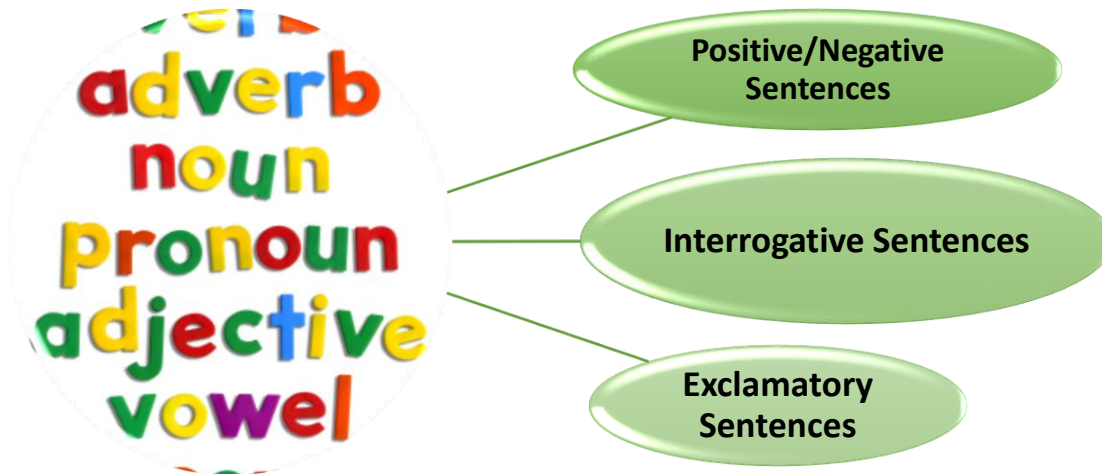 adverb
noun
pronoun
adjective
vowel
Positive/Negative
Sentences
Interrogative Sentences
Exclamatory
Sentences